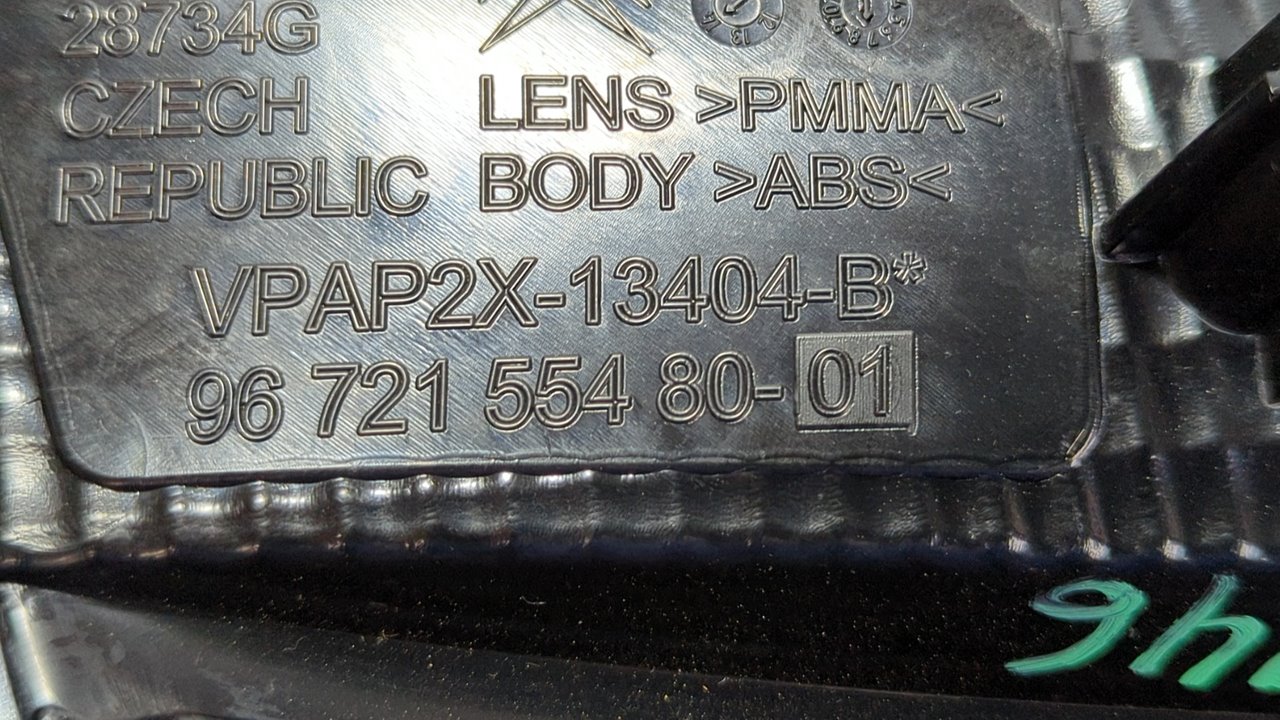 28734G
CZECH
REPUBLIC
LENS >PMMA<
BODY >ABS<
VPAP2X-13404-B*
96 721 554 80-01